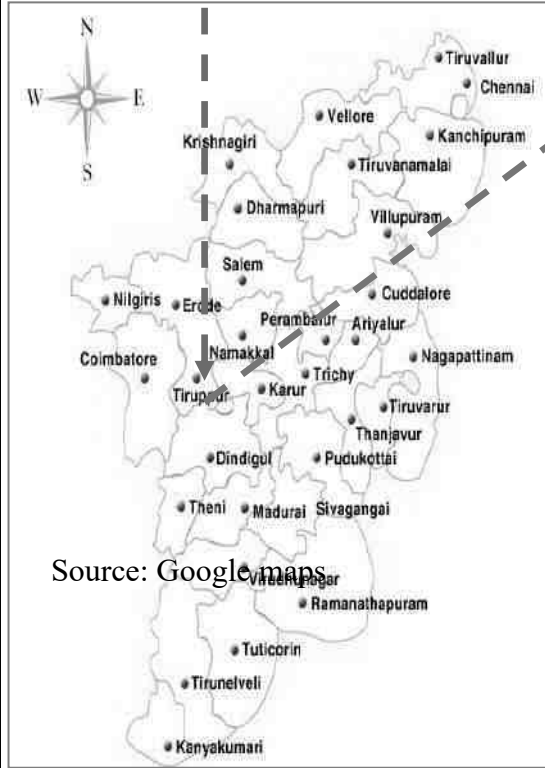 N
W E
S
Tiruvallur
Chennai
Vellore
Kanchipuram
Krishnagiri
Tiruvanamalai
Dharmapuri
Villupuram
Salem
Nilgiris
Erode
Cuddalore
Perambalur
Ariyalur
Namakkal
Coimbatore
Nagapattinam
Tiruppur
Karur
Trichy
Tiruvarur
Thanjavur
Dindigul
Pudukottai
Theni
Madurai
Sivagangai
Source: Google maps
Virudhunagar
Ramanathapuram
Tuticorin
Tirunelveli
Kanyakumari